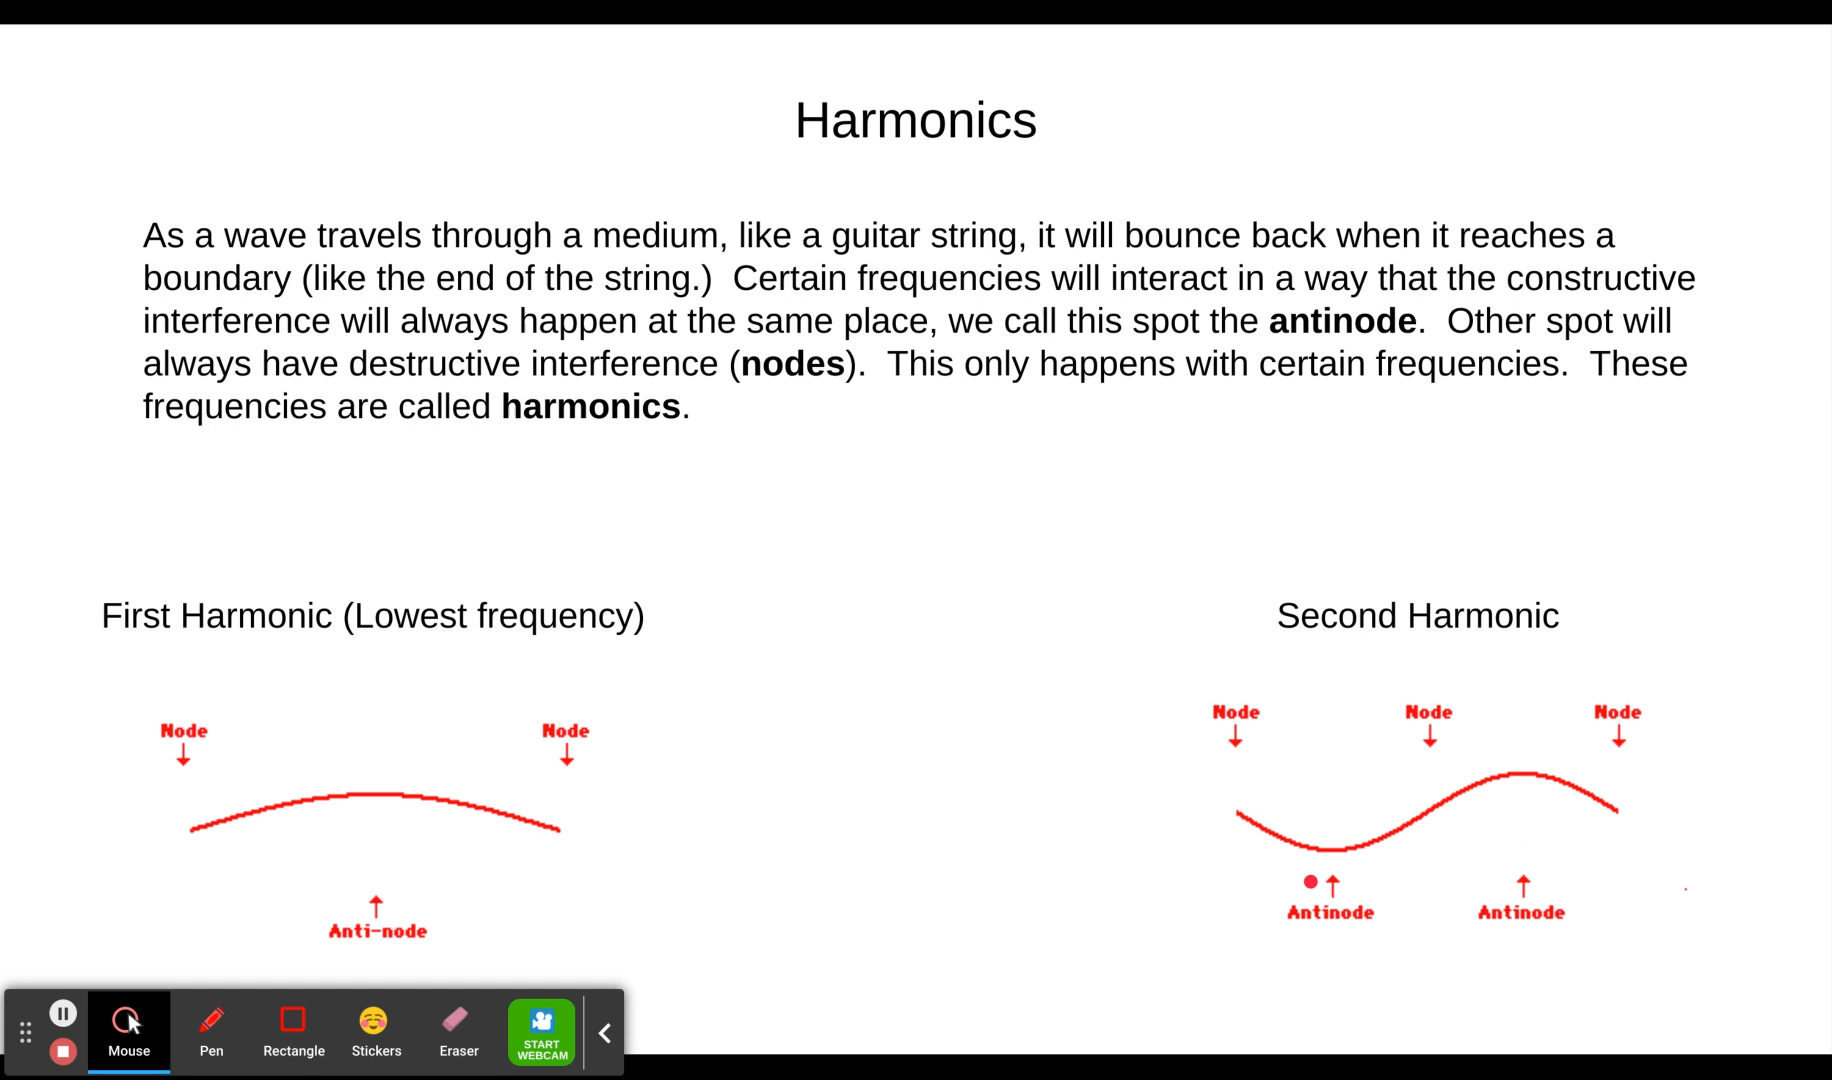 Harmonics
As a wave travels through a medium, like a guitar string, it will bounce back when it reaches a
boundary (like the end of the string.)  Certain frequencies will interact in a way that the constructive
interference will always happen at the same place, we call this spot the antinode.  Other spot will
always have destructive interference (nodes).  This only happens with certain frequencies.  These
frequencies are called harmonics.
First Harmonic (Lowest frequency)
Node
Node
Anti-node
Second Harmonic
Node
Node
Node
Antinode
Antinode
Mouse
Pen
Rectangle
Stickers
Eraser
START
WEBCAM